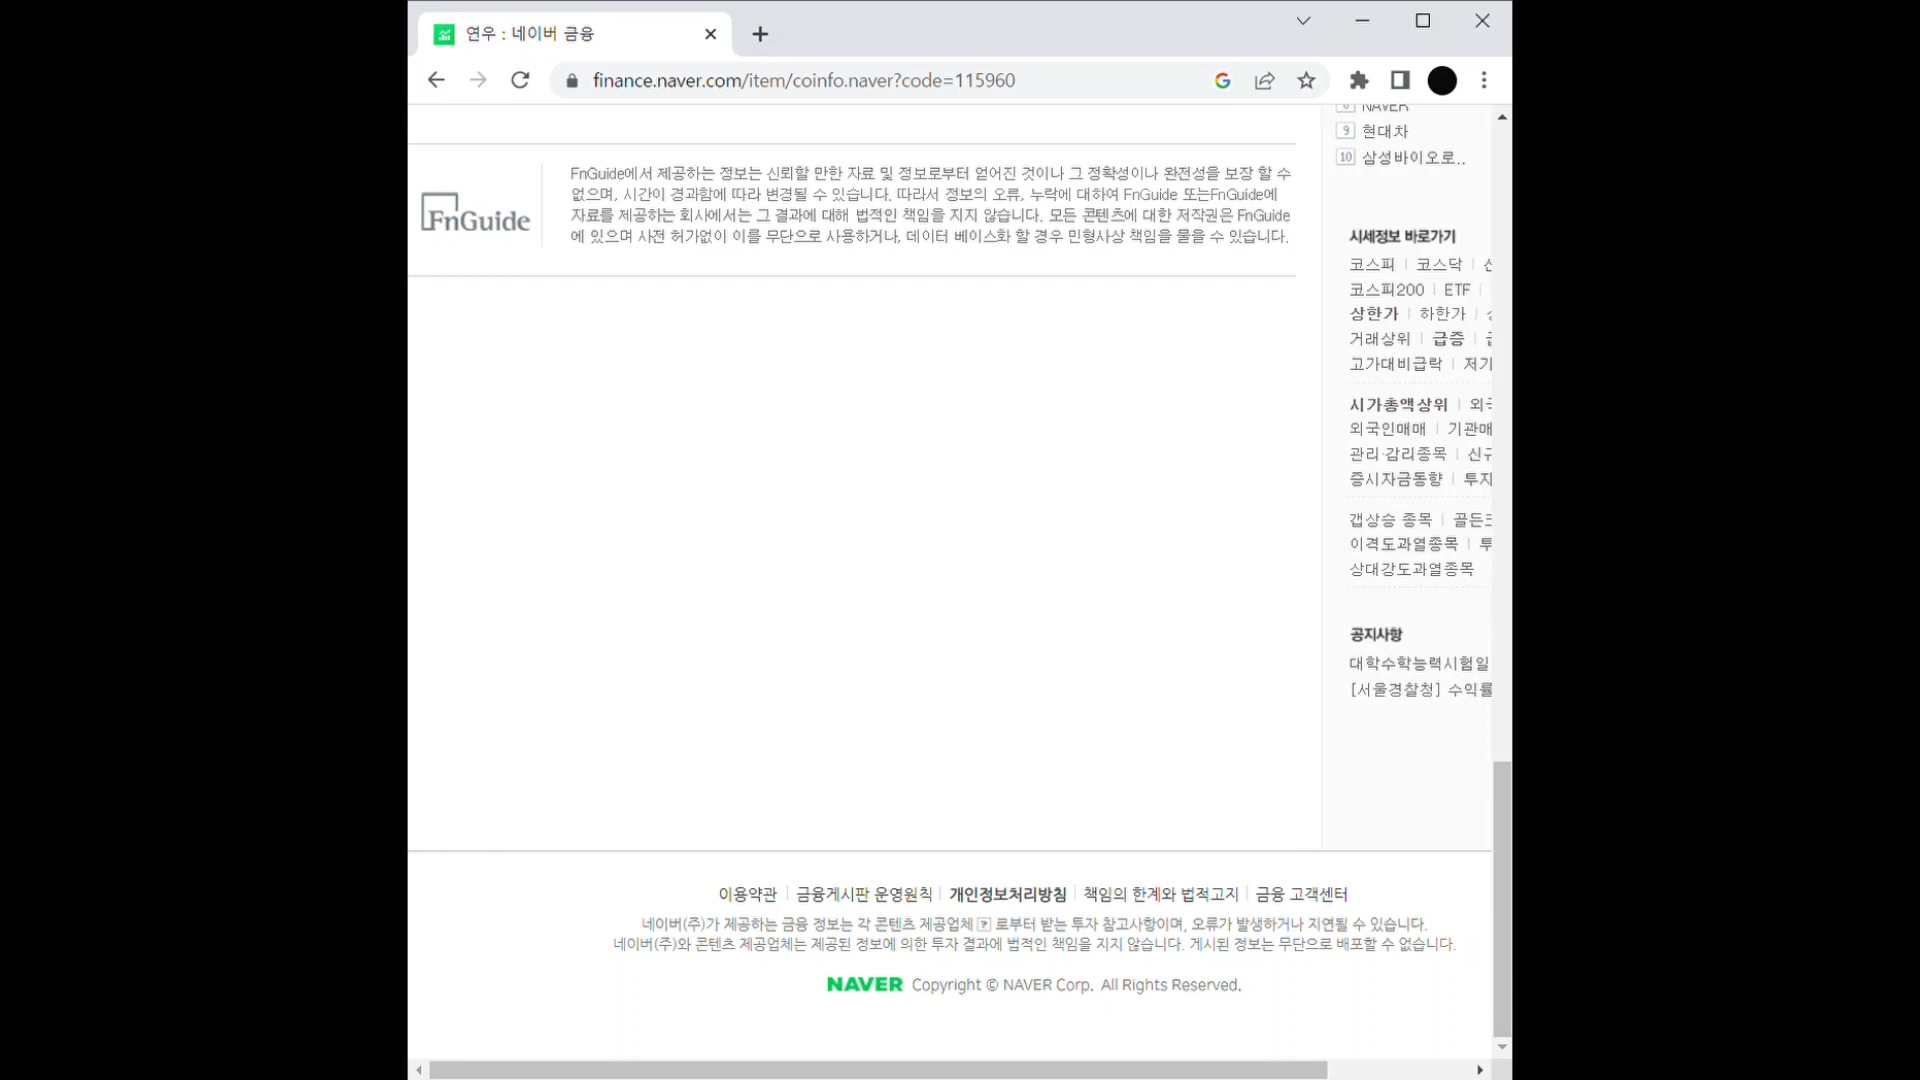 연우 : 네이버 금융
finance.naver.com/item/coinfo.naver?code=115960
FnGuide
FnGuide에서 제공하는 정보는 신뢰할 만한 자료 및 정보로부터 얻어진 것이나 그 정확성이나 완전성을 보장 할 수
없으며, 시간이 경과함에 따라 변경될 수 있습니다. 따라서 정보의 오류, 누락에 대하여 FnGuide 또는FnGuide에
자료를 제공하는 회사에서는 그 결과에 대해 법적인 책임을 지지 않습니다. 모든 콘텐츠에 대한 저작권은 FnGuide
에 있으며 사전 허가없이 이를 무단으로 사용하거나, 데이터 베이스화 할 경우 민형사상 책임을 물을 수 있습니다.
NAVER
9 현대차
10 삼성바이오로..
시세정보 바로가기
코스피 코스닥
코스피200 ETF
상한가 하한가
거래상위 급증
고가대비급락 저가
시가총액상위
외국인매매 기관매
관리·감리종목 신규
증시자금동향 투자
갭상승 종목
이격도과열종목 투
상대강도과열종목
공지사항
대학수학능력시험일
[서울경찰청] 수익률
이용약관 금융게시판 운영원칙 개인정보처리방침 책임의 한계와 법적고지 금융 고객센터
네이버(주)가 제공하는 금융 정보는 각 콘텐츠 제공업체 ? 로부터 받는 투자 참고사항이며, 오류가 발생하거나 지연될 수 있습니다.
네이버(주)와 콘텐츠 제공업체는 제공된 정보에 의한 투자 결과에 법적인 책임을 지지 않습니다. 게시된 정보는 무단으로 배포할 수 없습니다.
NAVER Copyright © NAVER Corp. All Rights Reserved.